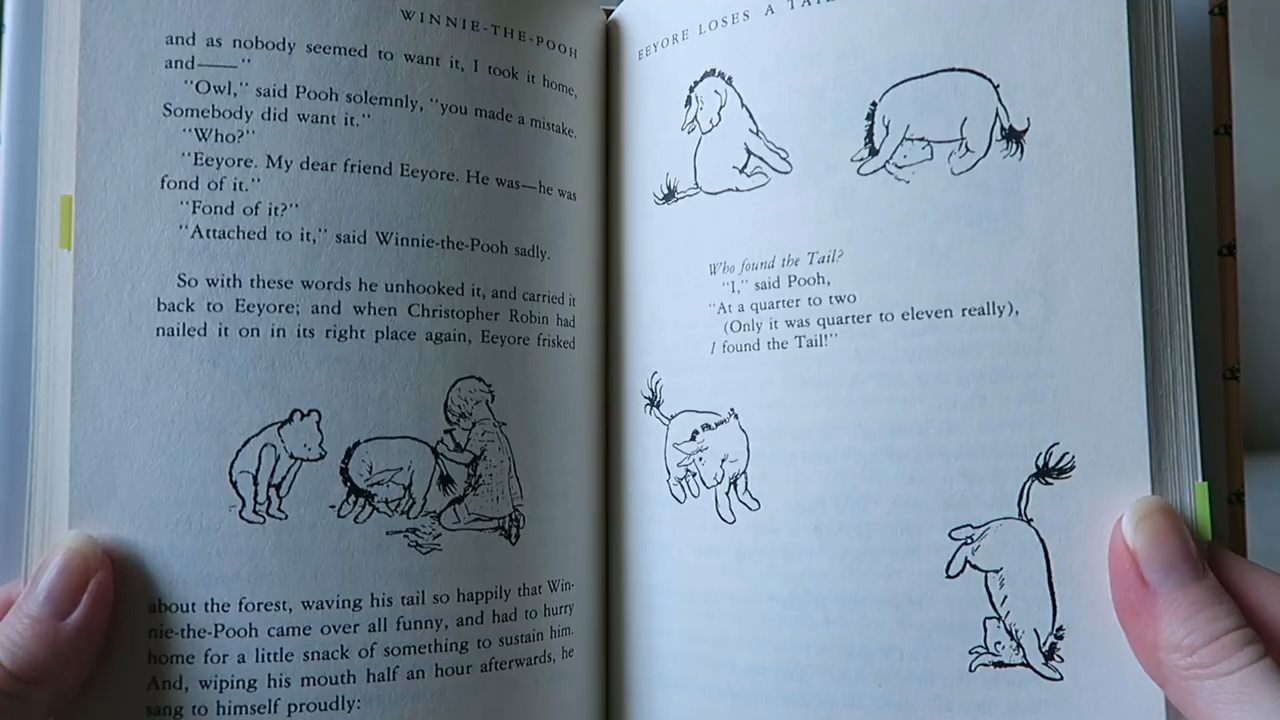 WINNIE-THE-POOH
and as nobody seemed to want it, I took it home,
and——"
"Owl," said Pooh solemnly, "you made a mistake.
Somebody did want it."
"Who?"
"Eeyore. My dear friend Eeyore. He was—he was
fond of it."
"Fond of it?"
"Attached to it," said Winnie-the-Pooh sadly.
So with these words he unhooked it, and carried it
back to Eeyore; and when Christopher Robin had
nailed it on in its right place again, Eeyore frisked
about the forest, waving his tail so happily that Win-
nie-the-Pooh came over all funny, and had to hurry
home for a little snack of something to sustain him.
And, wiping his mouth half an hour afterwards, he
sang to himself proudly:
EEYORE LOSES A TAIL
Who found the Tail?
"I," said Pooh,
"At a quarter to two
(Only it was quarter to eleven really),
I found the Tail!"